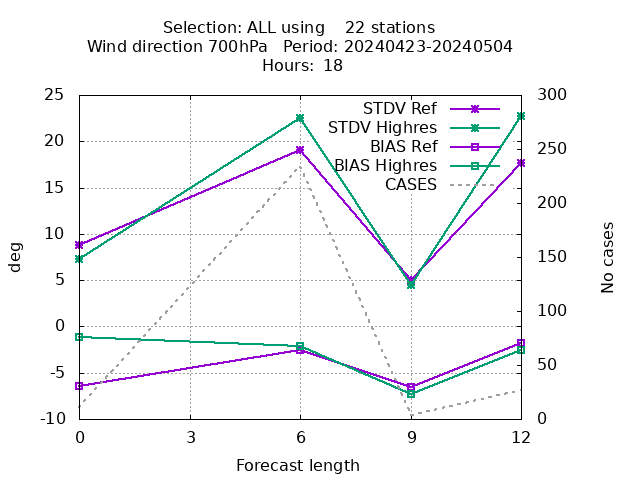 Selection: ALL using    22 stations
Wind direction 700hPa   Period: 20240423-20240504
Hours: 18
STDV Ref
STDV Highres
BIAS Ref
BIAS Highres
CASES
25
20
15
10
5
0
-5
-10
300
250
200
150
100
50
0
deg
No cases
0 3 6 9 12
Forecast length